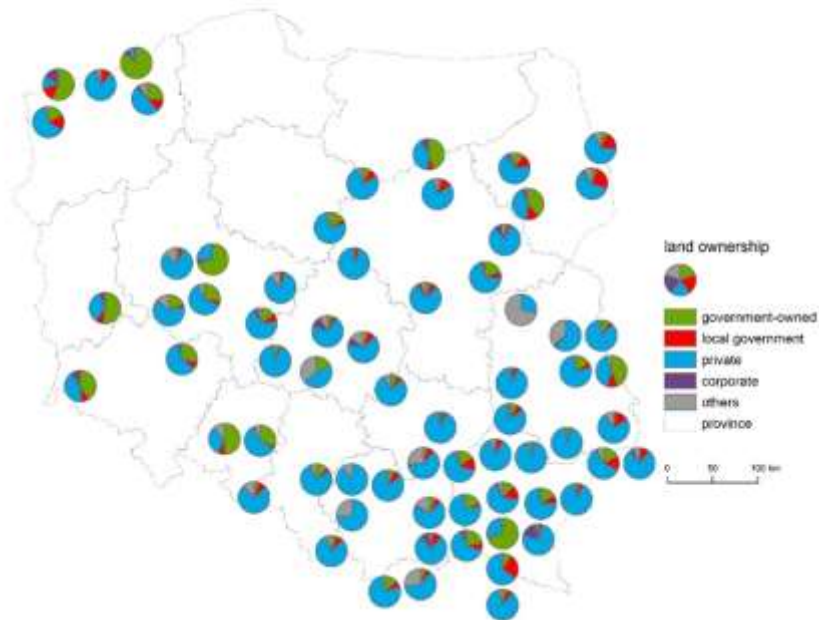 land ownership
government-owned
local government
private
corporate
others
province
0 50 100 km